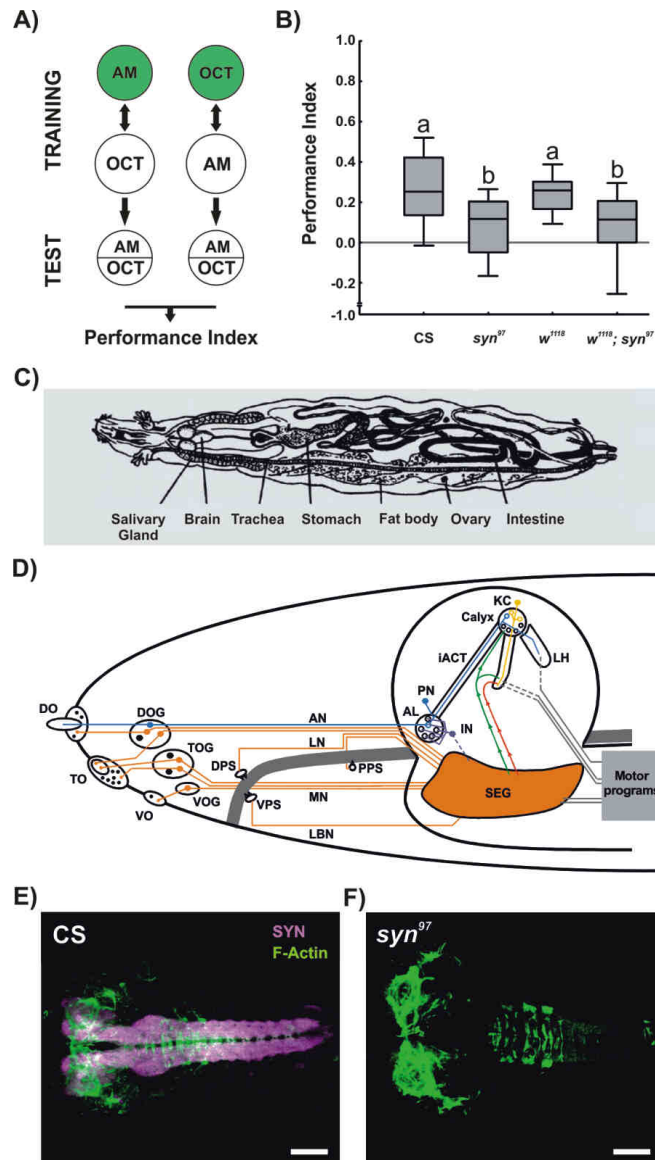 A)
TRAINING
AM
OCT
OCT
AM
TEST
AM
OCT
AM
OCT
Performance Index
B)
Performance Index
1.0
0.8
0.6
0.4
0.2
0.0
-0.2
-1.0
a
b
a
b
CS
syn97
w1118
w1118; syn97
C)
Salivary Gland
Brain
Trachea
Stomach
Fat body
Ovary
Intestine
D)
KC
Calyx
iACT
LH
PN
AL
IN
DO
DOG
AN
TOG
LN
DPS
PPS
TO
MN
VOG
VPS
VO
LBN
SEG
Motor
programs
E)
CS
SYN
F-Actin
F)
syn97